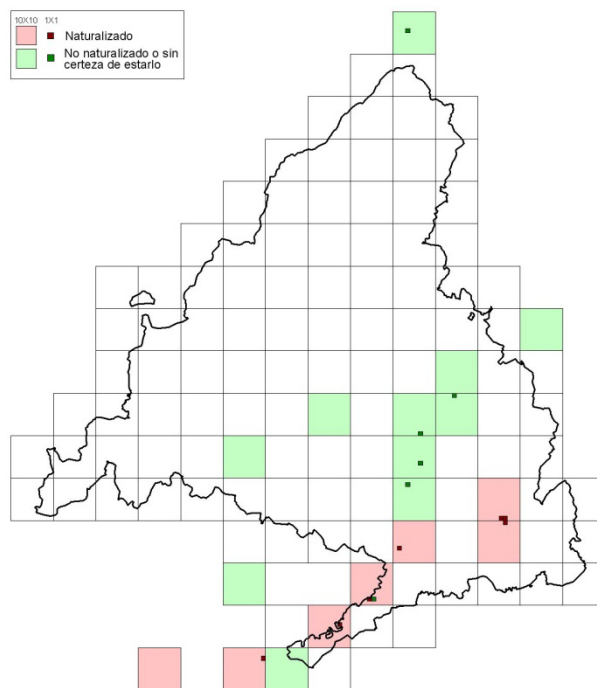 10X10 1X1
Naturalizado
No naturalizado o sin
certeza de estarlo